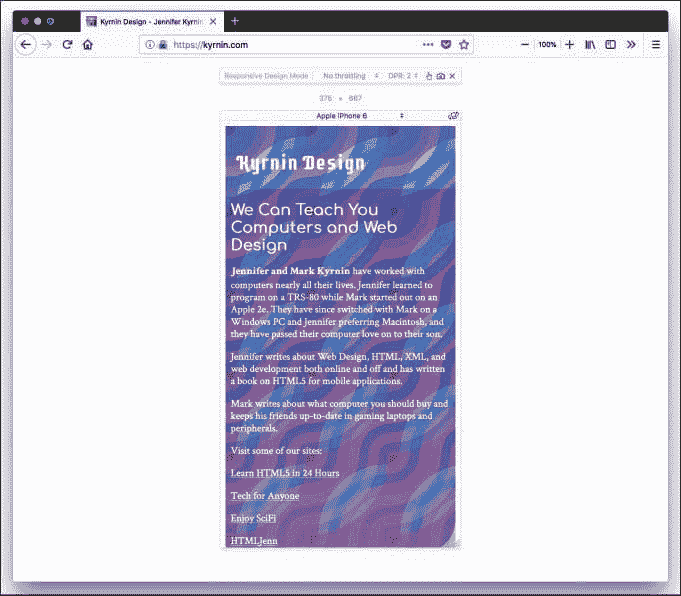 Kyrnin Design - Jennifer Kyrnin
https://kyrnin.com
100%
Responsive Design Mode No throttling DPR: 2
375 × 667
Apple iPhone 6
Kyrnin Design
We Can Teach You
Computers and Web
Design
Jennifer and Mark Kyrnin have worked with
computers nearly all their lives. Jennifer learned to
program on a TRS-80 while Mark started out on an
Apple 2e. They have since switched with Mark on a
Windows PC and Jennifer preferring Macintosh, and
they have passed their computer love on to their son.
Jennifer writes about Web Design, HTML, XML, and
web development both online and off and has written
a book on HTML5 for mobile applications.
Mark writes about what computer you should buy and
keeps his friends up-to-date in gaming laptops and
peripherals.
Visit some of our sites:
Learn HTML5 in 24 Hours
Tech for Anyone
Enjoy SciFi
HTMLJenn